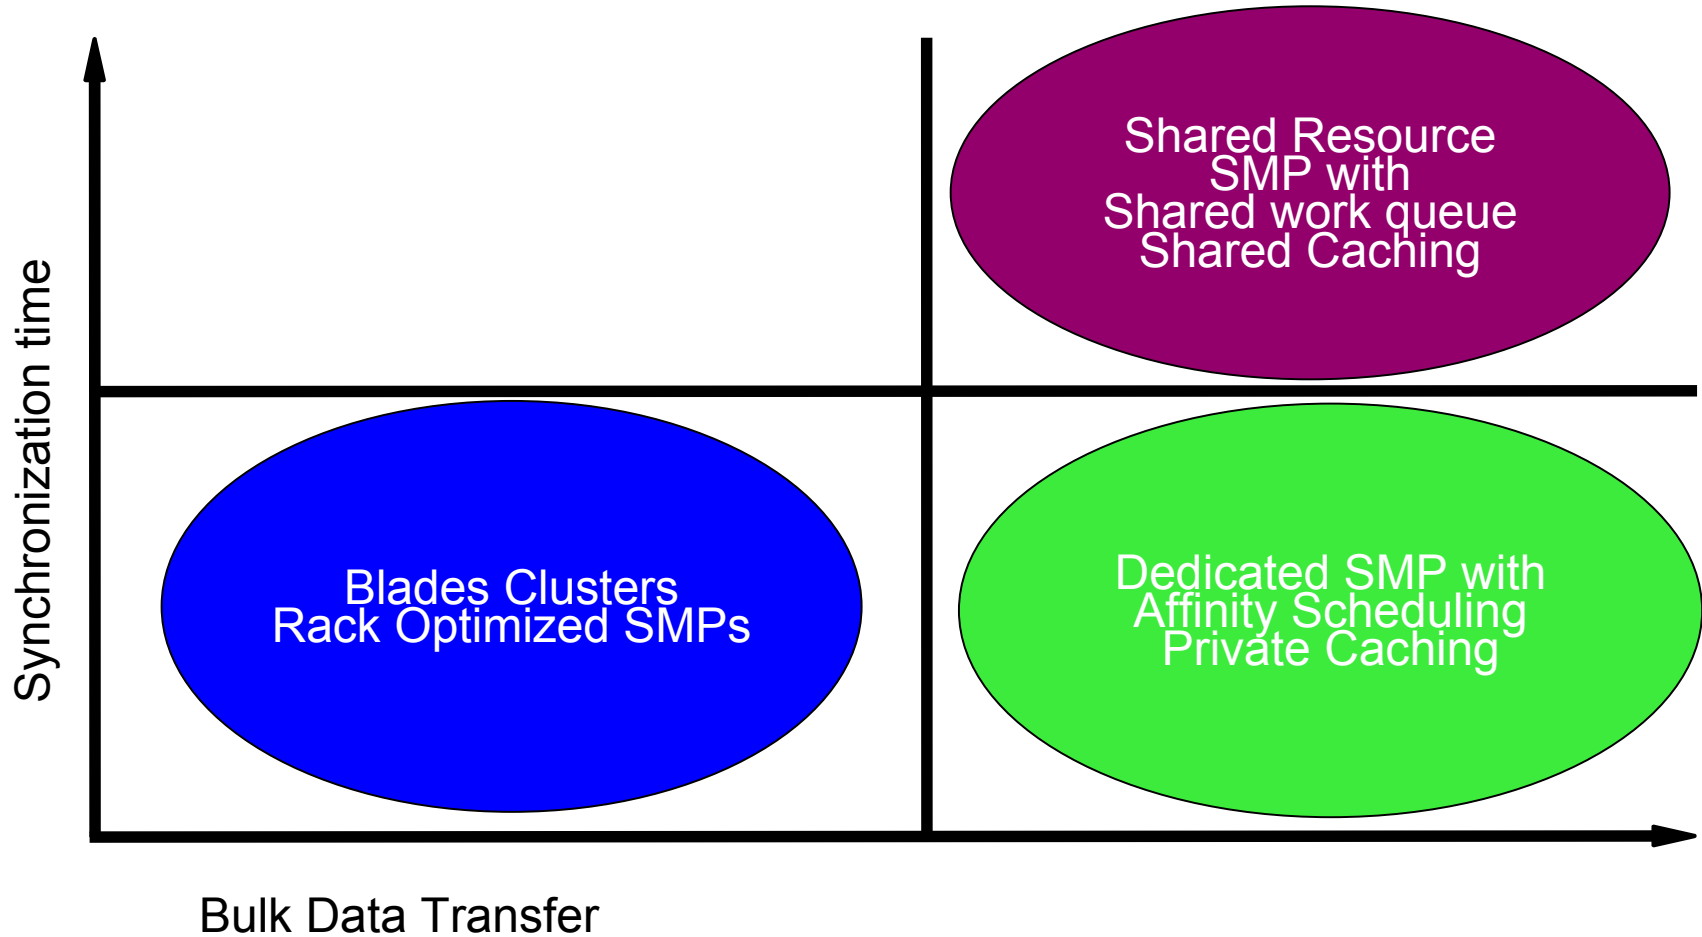 Shared Resource
SMP with
Shared work queue
Shared Caching
Synchronization time
Blades Clusters
Rack Optimized SMPs
Dedicated SMP with
Affinity Scheduling
Private Caching
Bulk Data Transfer